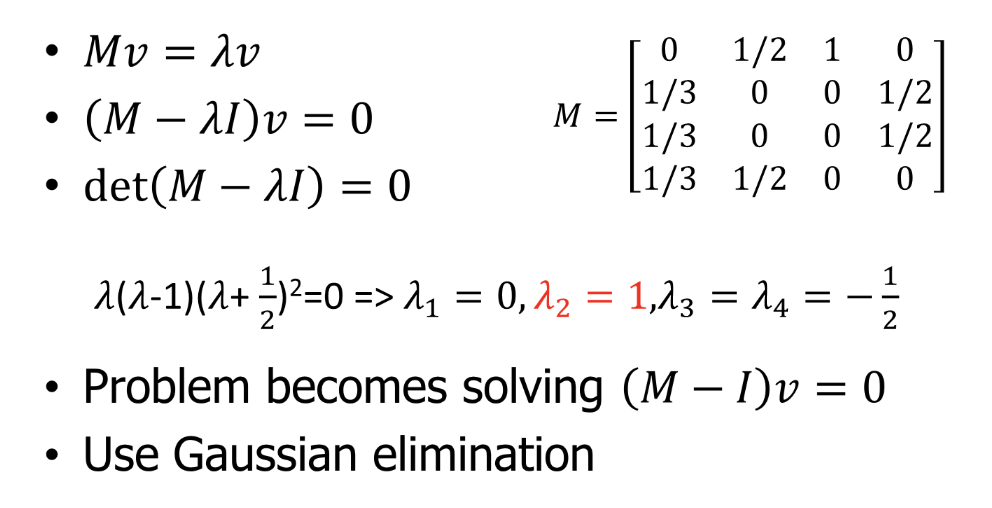 • Mv = λv
• (M − λI)v = 0
• det(M − λI) = 0
M =
0 1/2 1 0
1/3 0 0 1/2
1/3 0 0 1/2
1/3 1/2 0 0
λ(λ-1)(λ+ 1/2)²=0 => λ₁ = 0, λ₂ = 1,λ₃ = λ₄ = − 1/2
• Problem becomes solving (M − I)v = 0
• Use Gaussian elimination